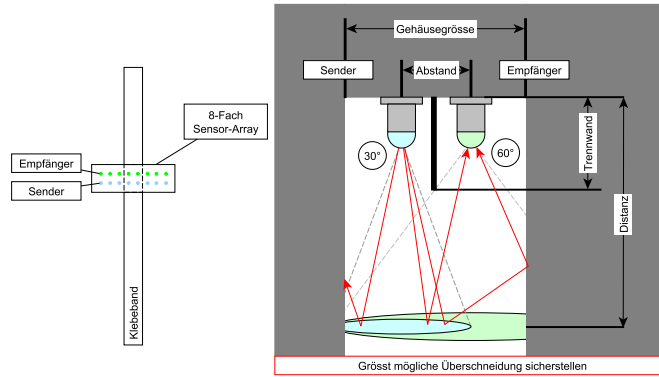 8-Fach
Sensor-Array
Empfänger
Sender
Klebeband
Gehäusegrösse
Sender
Abstand
Empfänger
30°
60°
Trennwand
Distanz
Grösst mögliche Überschneidung sicherstellen